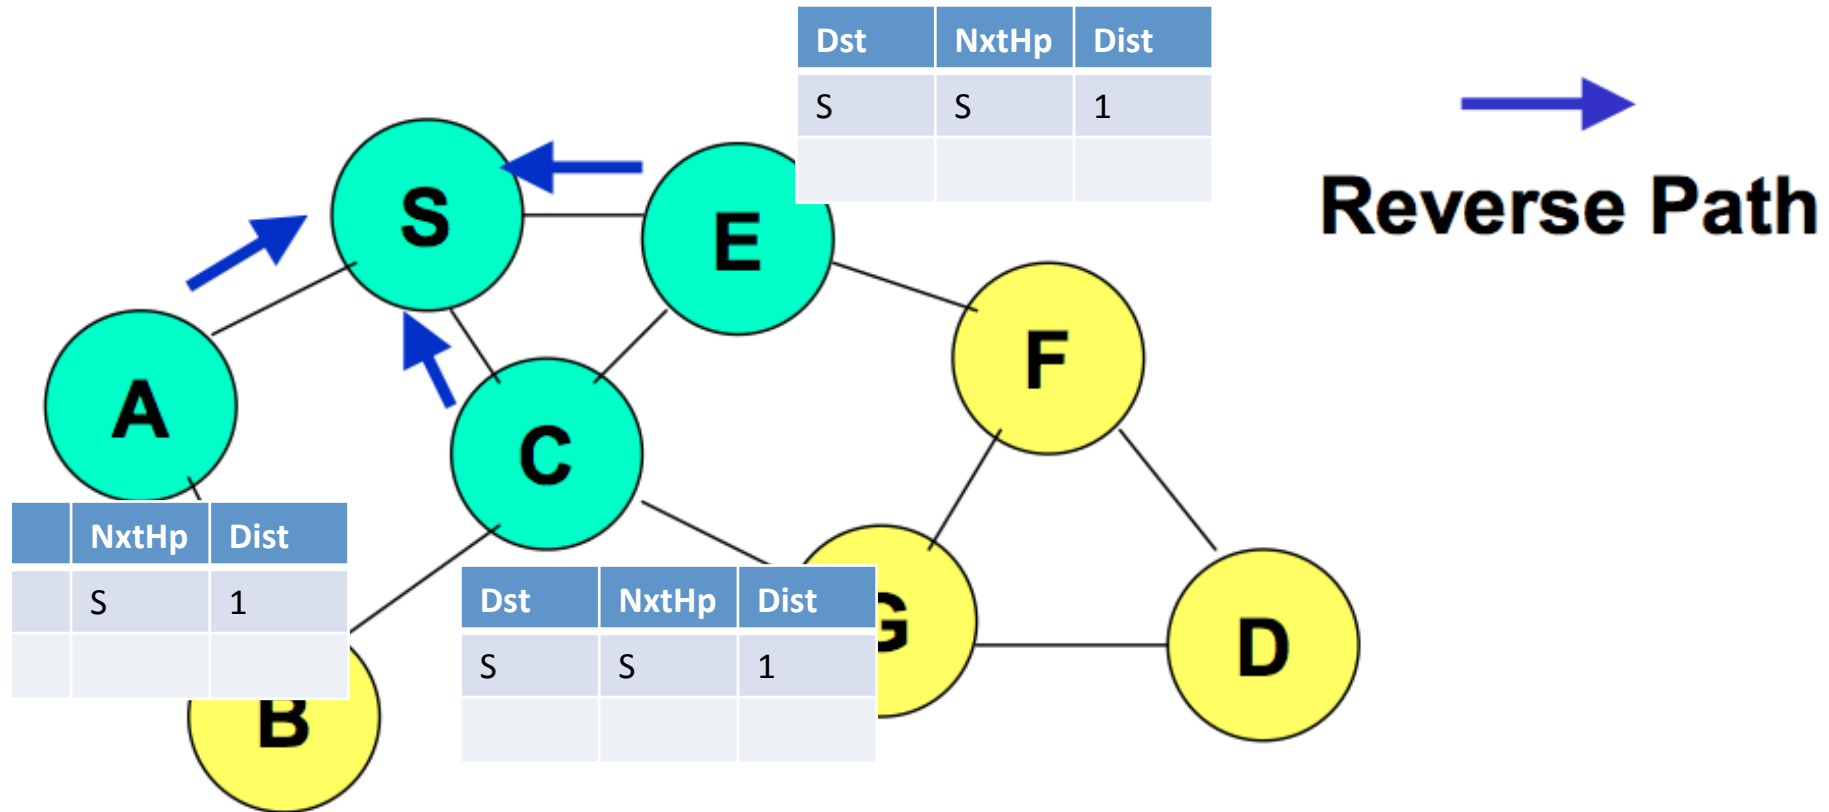 Dst NxtHp Dist
S S 1
Reverse Path
S
E
F
A
C
NxtHp Dist
S 1
Dst NxtHp Dist
S S 1
G
D
B